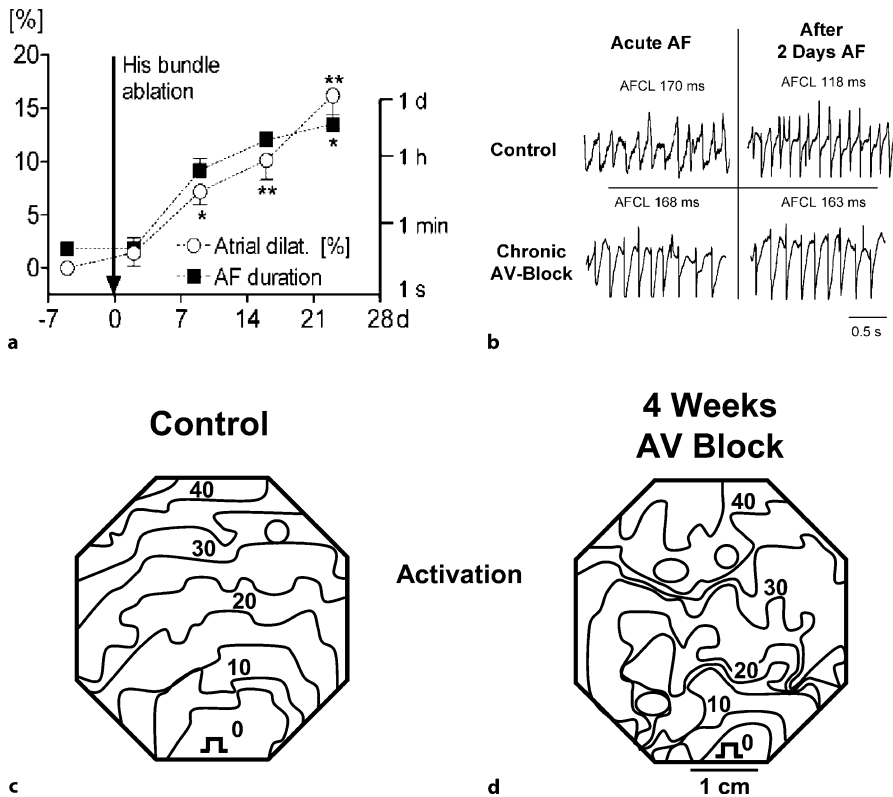 [%]
20
15
10
5
0
His bundle
ablation
**
*
*
**
1 d
1 h
1 min
1 s
Atrial dilat. [%]
AF duration
-7 0 7 14 21 28 d
a
Acute AF
After
2 Days AF
AFCL 170 ms
AFCL 118 ms
Control
AFCL 168 ms
AFCL 163 ms
Chronic
AV-Block
0.5 s
b
Control
40
30
20
10
0
c
Activation
4 Weeks
AV Block
40
30
20
10
0
1 cm
d